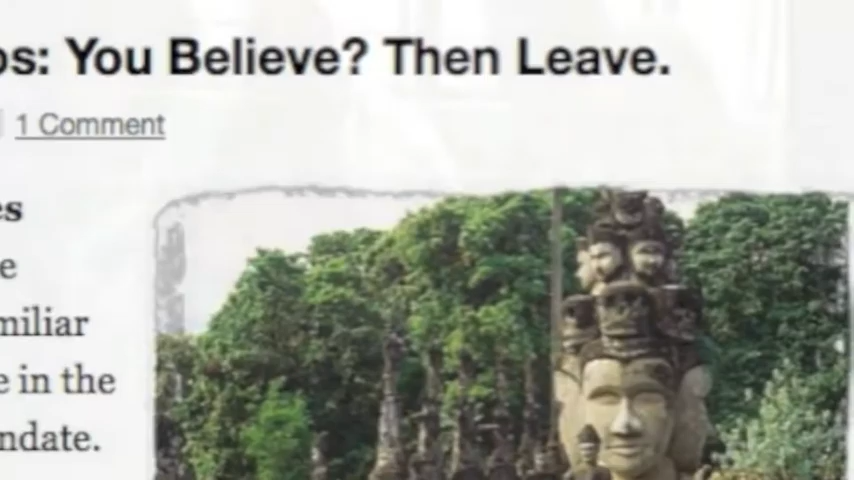 os: You Believe? Then Leave.
1 Comment
es
e
miliar
e in the
ndate.